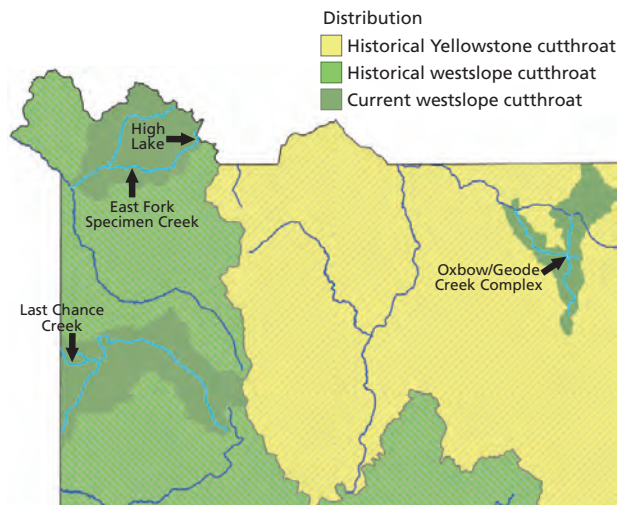 Distribution
Historical Yellowstone cutthroat
Historical westslope cutthroat
Current westslope cutthroat
High
Lake
East Fork
Specimen Creek
Oxbow/Geode
Creek Complex
Last Chance
Creek